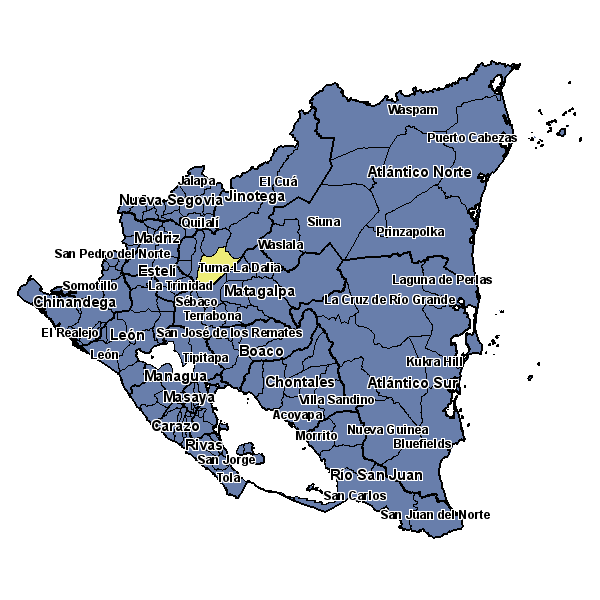 Waspam
Puerto Cabezas
Atlántico Norte
Jalapa
El Cuá
Nueva Segovia
Jinotega
Quilalí
Siuna
Prinzapolka
Madriz
Waslala
San Pedro del Norte
Estelí
Tuma-La Dalia
Somotillo
La Trinidad
Laguna de Perlas
Matagalpa
Chinandega
Sébaco
La Cruz de Río Grande
Terrabona
El Realejo
León
San José de los Remates
León
Tipitapa
Boaco
Kukra Hill
Managua
Chontales
Atlántico Sur
Masaya
Villa Sandino
Acoyapa
Carazo
Morrito
Nueva Guinea
Rivas
Bluefields
San Jorge
Tola
Río San Juan
San Carlos
San Juan del Norte